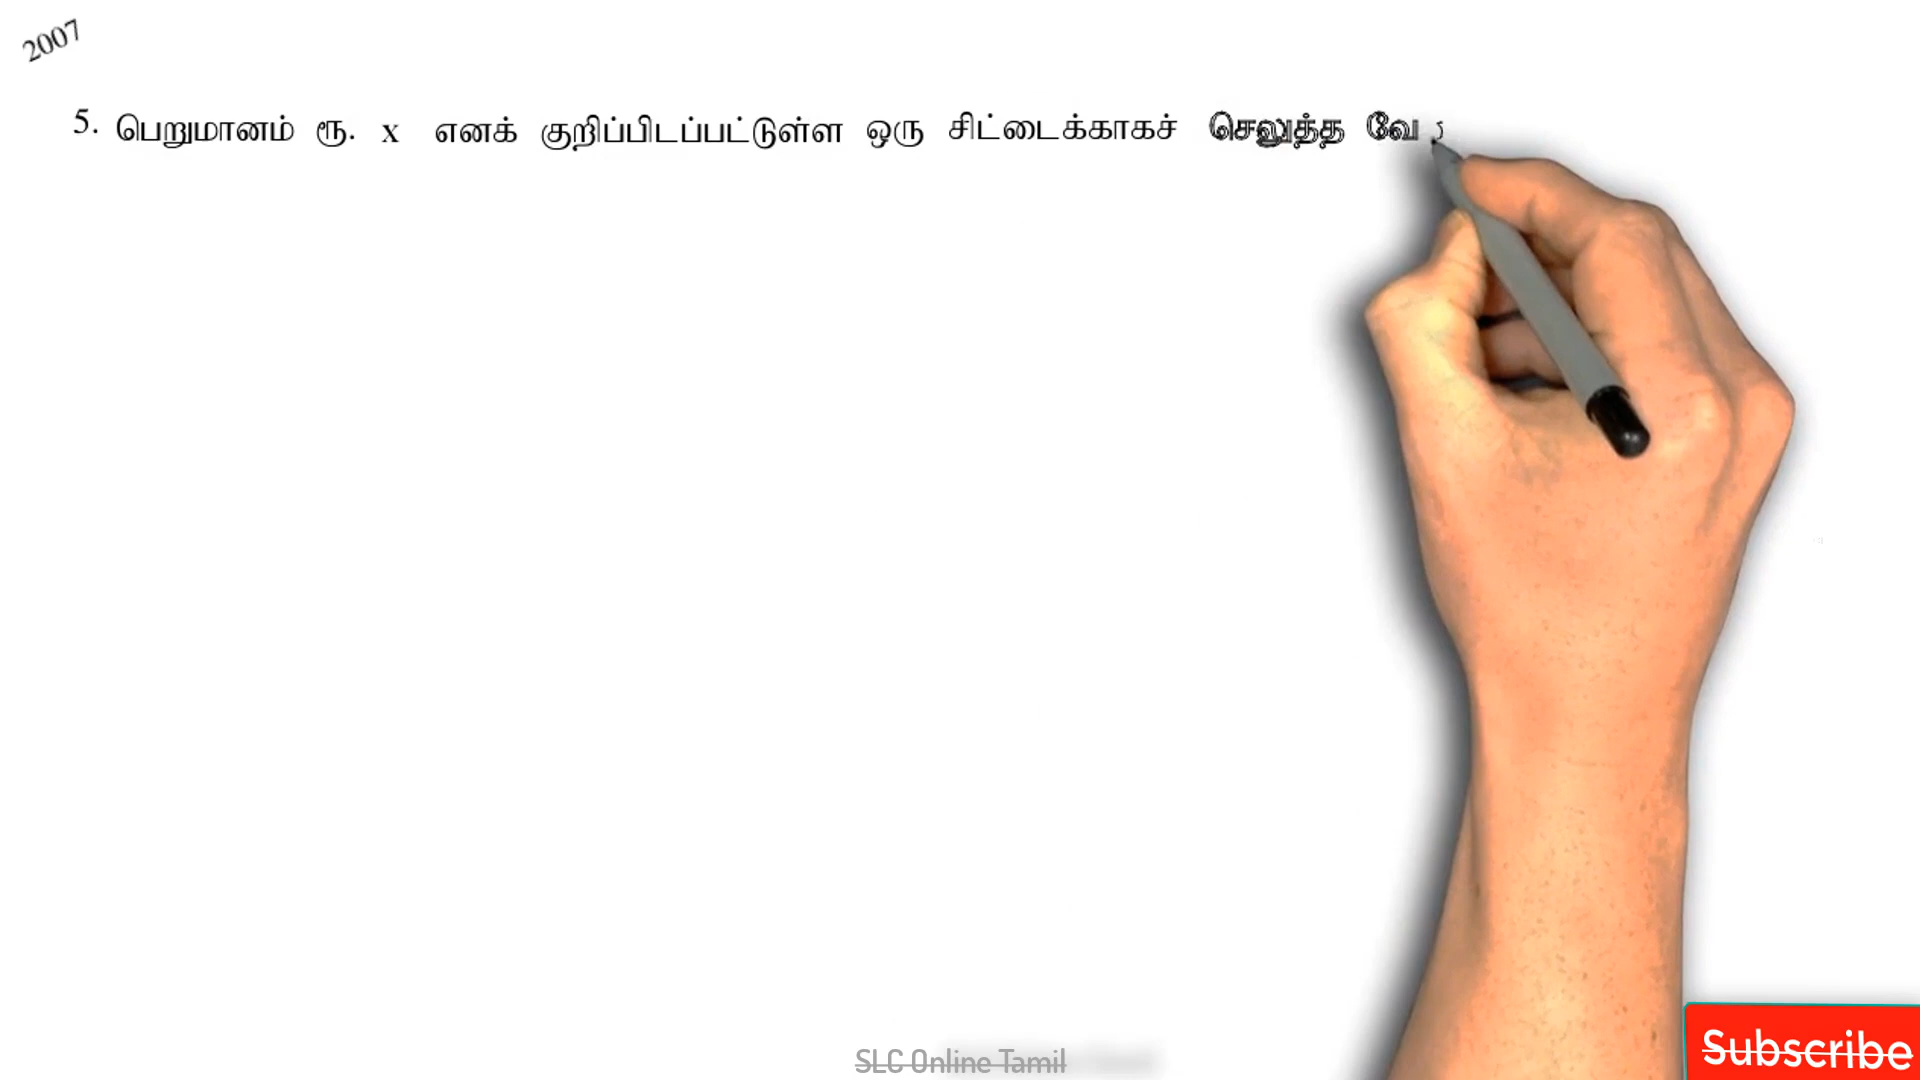 2007
5. பெறுமானம் ரூ. x எனக் குறிப்பிடப்பட்டுள்ள ஒரு சிட்டைக்காகச் செலுத்த வே
SLC Online Tamil
Subscribe